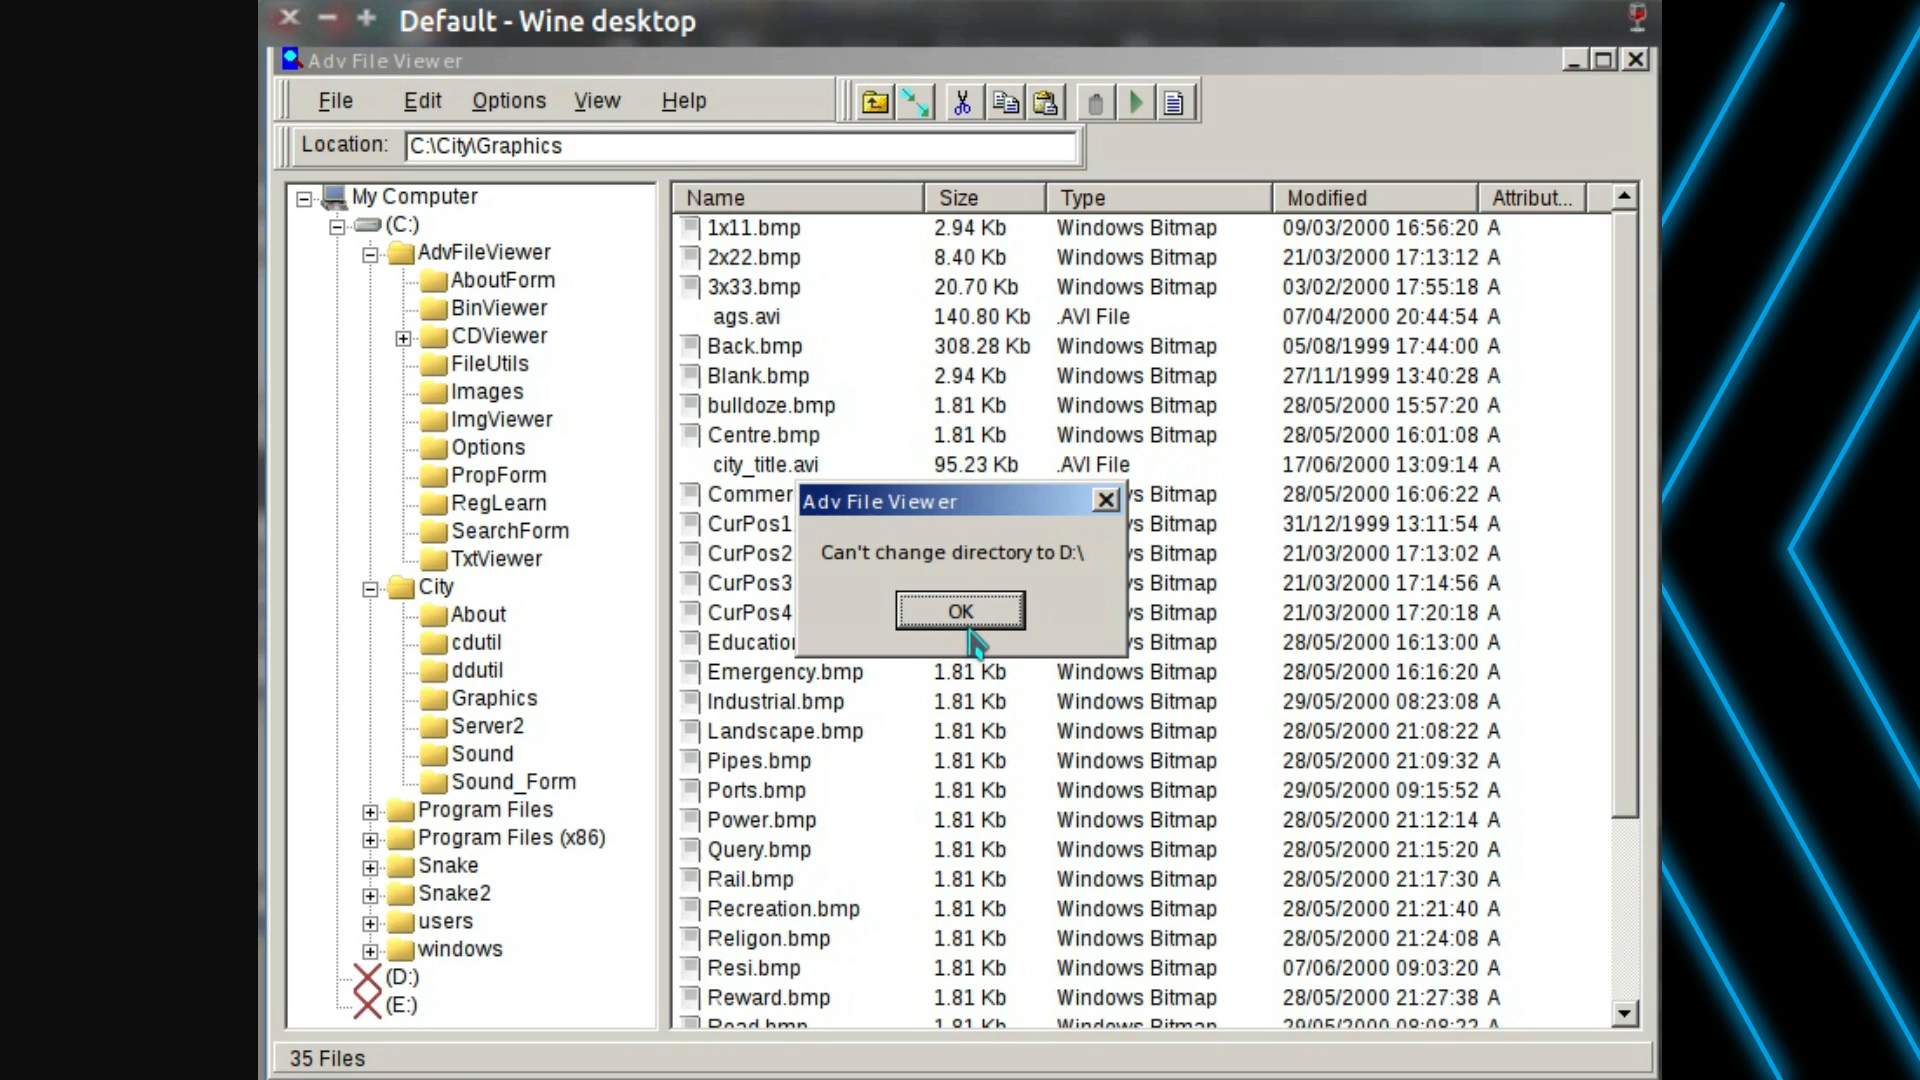 Default - Wine desktop
Adv File Viewer
File Edit Options View Help
Location: C:\City\Graphics
My Computer
(C:)
AdvFileViewer
AboutForm
BinViewer
CDViewer
FileUtils
Images
ImgViewer
Options
PropForm
RegLearn
SearchForm
TxtViewer
City
About
cdutil
ddutil
Graphics
Server2
Sound
Sound_Form
Program Files
Program Files (x86)
Snake
Snake2
users
windows
(D:)
(E:)
Name Size Type Modified Attribut...
1x11.bmp 2.94 Kb Windows Bitmap 09/03/2000 16:56:20 A
2x22.bmp 8.40 Kb Windows Bitmap 21/03/2000 17:13:12 A
3x33.bmp 20.70 Kb Windows Bitmap 03/02/2000 17:55:18 A
ags.avi 140.80 Kb .AVI File 07/04/2000 20:44:54 A
Back.bmp 308.28 Kb Windows Bitmap 05/08/1999 17:44:00 A
Blank.bmp 2.94 Kb Windows Bitmap 27/11/1999 13:40:28 A
bulldoze.bmp 1.81 Kb Windows Bitmap 28/05/2000 15:57:20 A
Centre.bmp 1.81 Kb Windows Bitmap 28/05/2000 16:01:08 A
city_title.avi 95.23 Kb .AVI File 17/06/2000 13:09:14 A
Commer s Bitmap 28/05/2000 16:06:22 A
CurPos1 s Bitmap 31/12/1999 13:11:54 A
CurPos2 s Bitmap 21/03/2000 17:13:02 A
CurPos3 s Bitmap 21/03/2000 17:14:56 A
CurPos4 s Bitmap 21/03/2000 17:20:18 A
Education s Bitmap 28/05/2000 16:13:00 A
Emergency.bmp 1.81 Kb Windows Bitmap 28/05/2000 16:16:20 A
Industrial.bmp 1.81 Kb Windows Bitmap 29/05/2000 08:23:08 A
Landscape.bmp 1.81 Kb Windows Bitmap 28/05/2000 21:08:22 A
Pipes.bmp 1.81 Kb Windows Bitmap 28/05/2000 21:09:32 A
Ports.bmp 1.81 Kb Windows Bitmap 29/05/2000 09:15:52 A
Power.bmp 1.81 Kb Windows Bitmap 28/05/2000 21:12:14 A
Query.bmp 1.81 Kb Windows Bitmap 28/05/2000 21:15:20 A
Rail.bmp 1.81 Kb Windows Bitmap 28/05/2000 21:17:30 A
Recreation.bmp 1.81 Kb Windows Bitmap 28/05/2000 21:21:40 A
Religon.bmp 1.81 Kb Windows Bitmap 28/05/2000 21:24:08 A
Resi.bmp 1.81 Kb Windows Bitmap 07/06/2000 09:03:20 A
Reward.bmp 1.81 Kb Windows Bitmap 28/05/2000 21:27:38 A
Road.bmp 1.81 Kb Windows Bitmap 29/05/2000 08:08:22 A
Adv File Viewer
Can't change directory to D:\
OK
35 Files